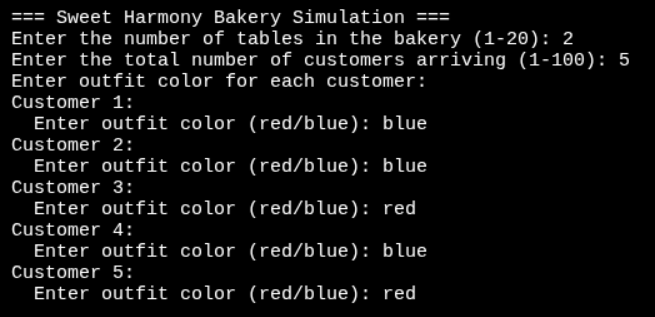 === Sweet Harmony Bakery Simulation ===
Enter the number of tables in the bakery (1-20): 2
Enter the total number of customers arriving (1-100): 5
Enter outfit color for each customer:
Customer 1:
  Enter outfit color (red/blue): blue
Customer 2:
  Enter outfit color (red/blue): blue
Customer 3:
  Enter outfit color (red/blue): red
Customer 4:
  Enter outfit color (red/blue): blue
Customer 5:
  Enter outfit color (red/blue): red